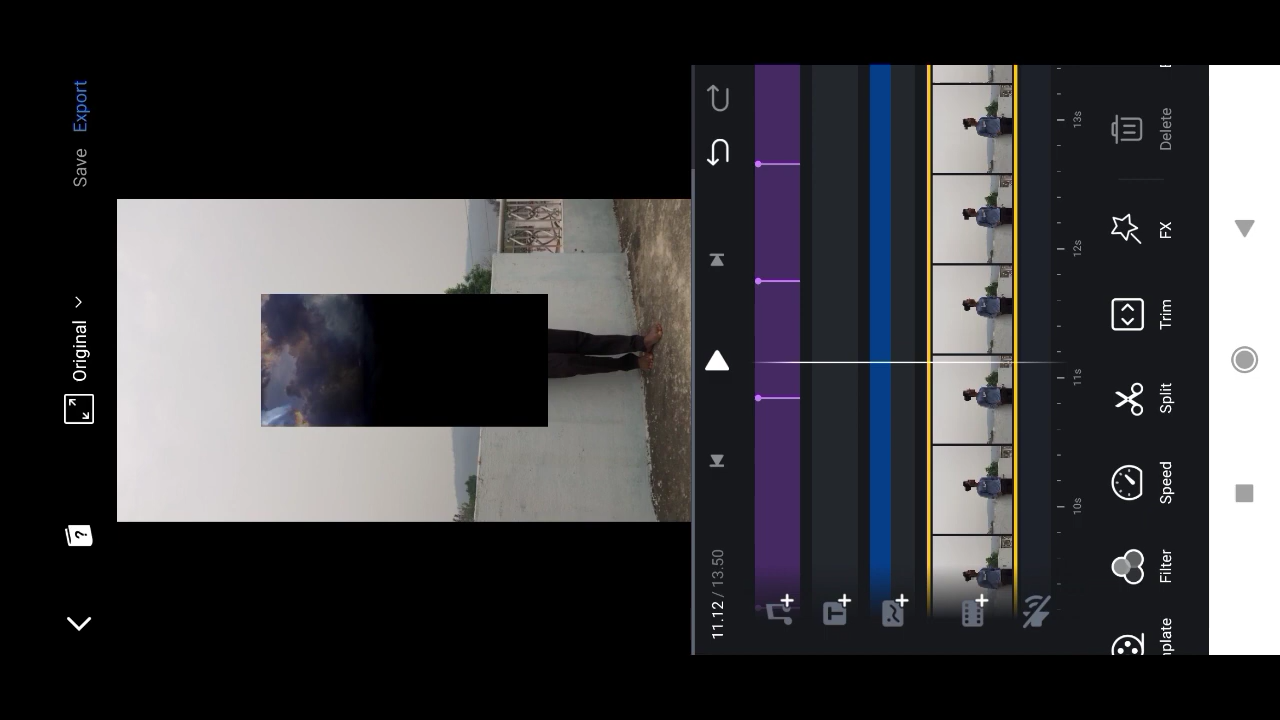 Original
Save
Export
11.12 / 13.50
10s
11s
12s
13s
Filter
Speed
Split
Trim
FX
Delete